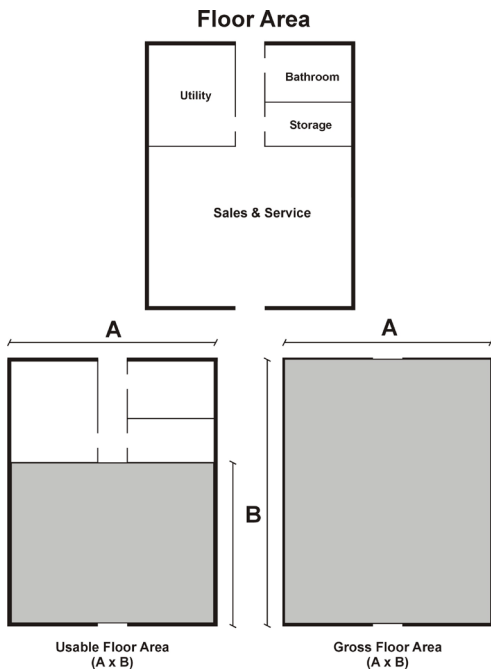 Floor Area
Utility
Bathroom
Storage
Sales & Service
A
A
B
Usable Floor Area
(A x B)
Gross Floor Area
(A x B)